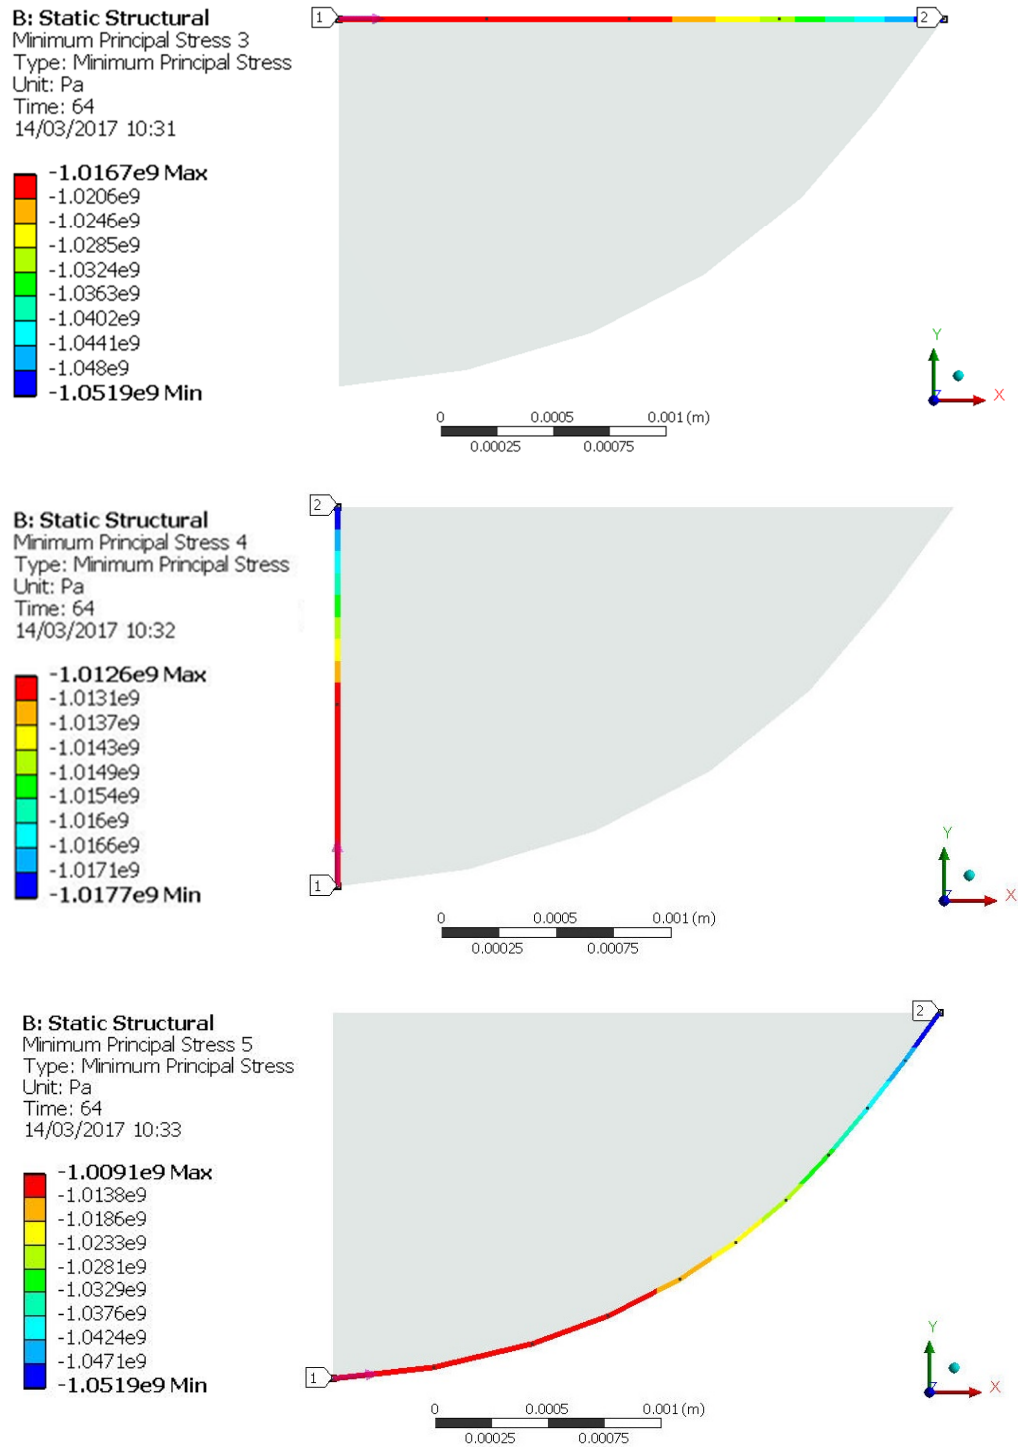 B: Static Structural
Minimum Principal Stress 3
Type: Minimum Principal Stress
Unit: Pa
Time: 64
14/03/2017 10:31
-1.0167e9 Max
-1.0206e9
-1.0246e9
-1.0285e9
-1.0324e9
-1.0363e9
-1.0402e9
-1.0441e9
-1.048e9
-1.0519e9 Min
1
2
Y
Z
X
0 0.0005 0.001 (m)
0.00025 0.00075
B: Static Structural
Minimum Principal Stress 4
Type: Minimum Principal Stress
Unit: Pa
Time: 64
14/03/2017 10:32
-1.0126e9 Max
-1.0131e9
-1.0137e9
-1.0143e9
-1.0149e9
-1.0154e9
-1.016e9
-1.0166e9
-1.0171e9
-1.0177e9 Min
2
1
Y
Z
X
0 0.0005 0.001 (m)
0.00025 0.00075
B: Static Structural
Minimum Principal Stress 5
Type: Minimum Principal Stress
Unit: Pa
Time: 64
14/03/2017 10:33
-1.0091e9 Max
-1.0138e9
-1.0186e9
-1.0233e9
-1.0281e9
-1.0329e9
-1.0376e9
-1.0424e9
-1.0471e9
-1.0519e9 Min
2
1
Y
Z
X
0 0.0005 0.001 (m)
0.00025 0.00075